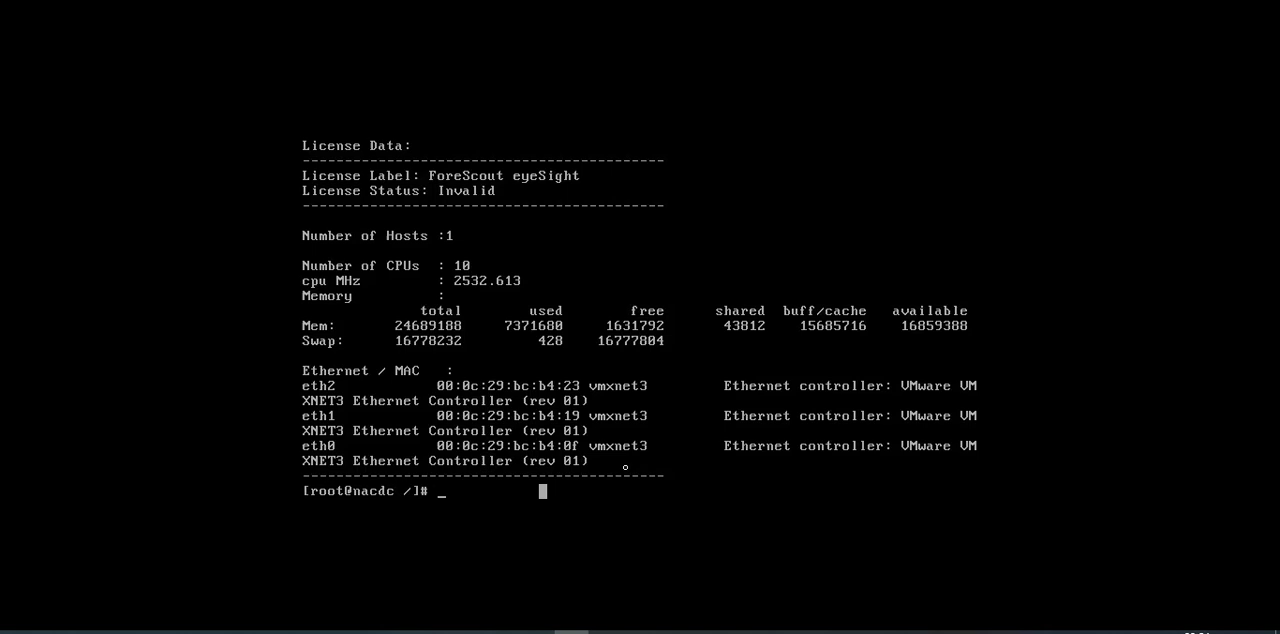 License Data:
-------------------------------------------
License Label: ForeScout eyeSight
License Status: Invalid
-------------------------------------------
Number of Hosts :1
Number of CPUs  : 10
cpu MHz         : 2532.613
Memory          :
total used free shared buff/cache available
Mem: 24689188 7371680 1631792 43812 15685716 16859388
Swap: 16778232 428 16777804
Ethernet / MAC   :
eth2 00:0c:29:bc:b4:23 vmxnet3 Ethernet controller: VMware VM
XNET3 Ethernet Controller (rev 01)
eth1 00:0c:29:bc:b4:19 vmxnet3 Ethernet controller: VMware VM
XNET3 Ethernet Controller (rev 01)
eth0 00:0c:29:bc:b4:0f vmxnet3 Ethernet controller: VMware VM
XNET3 Ethernet Controller (rev 01)
-------------------------------------------
[root@nacdc /]# _